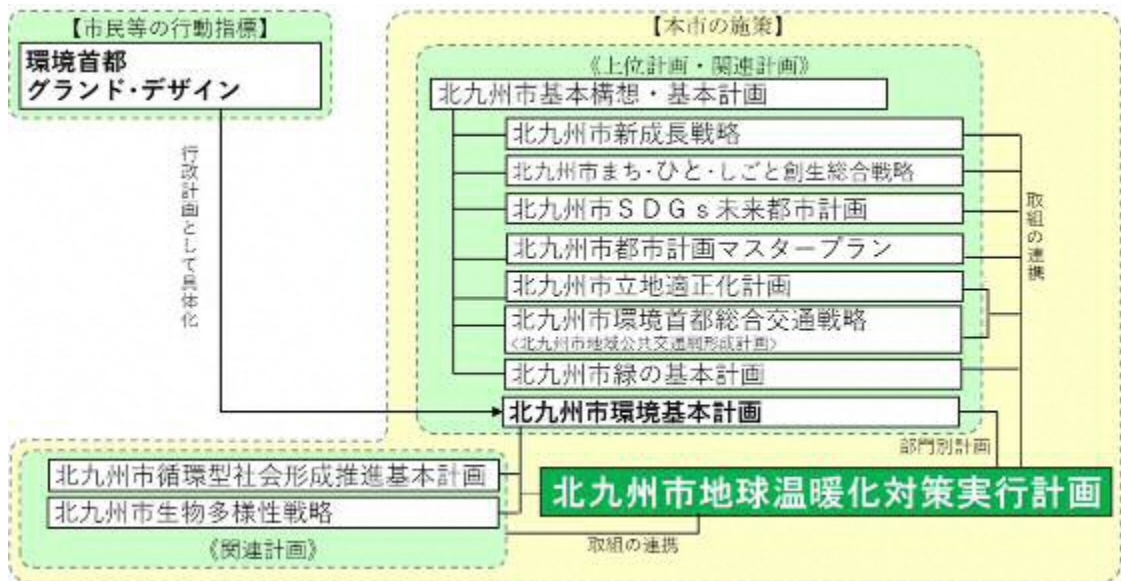 【市民等の行動指標】
環境首都
グランド・デザイン
行政計画として具体化
【本市の施策】
《上位計画・関連計画》
北九州市基本構想・基本計画
北九州市新成長戦略
北九州市まち・ひと・しごと創生総合戦略
北九州市ＳＤＧｓ未来都市計画
北九州市都市計画マスタープラン
北九州市立地適正化計画
北九州市環境首都総合交通戦略
<北九州市地域公共交通網形成計画>
北九州市緑の基本計画
北九州市環境基本計画
取組の連携
部門別計画
北九州市循環型社会形成推進基本計画
北九州市生物多様性戦略
《関連計画》
北九州市地球温暖化対策実行計画
取組の連携